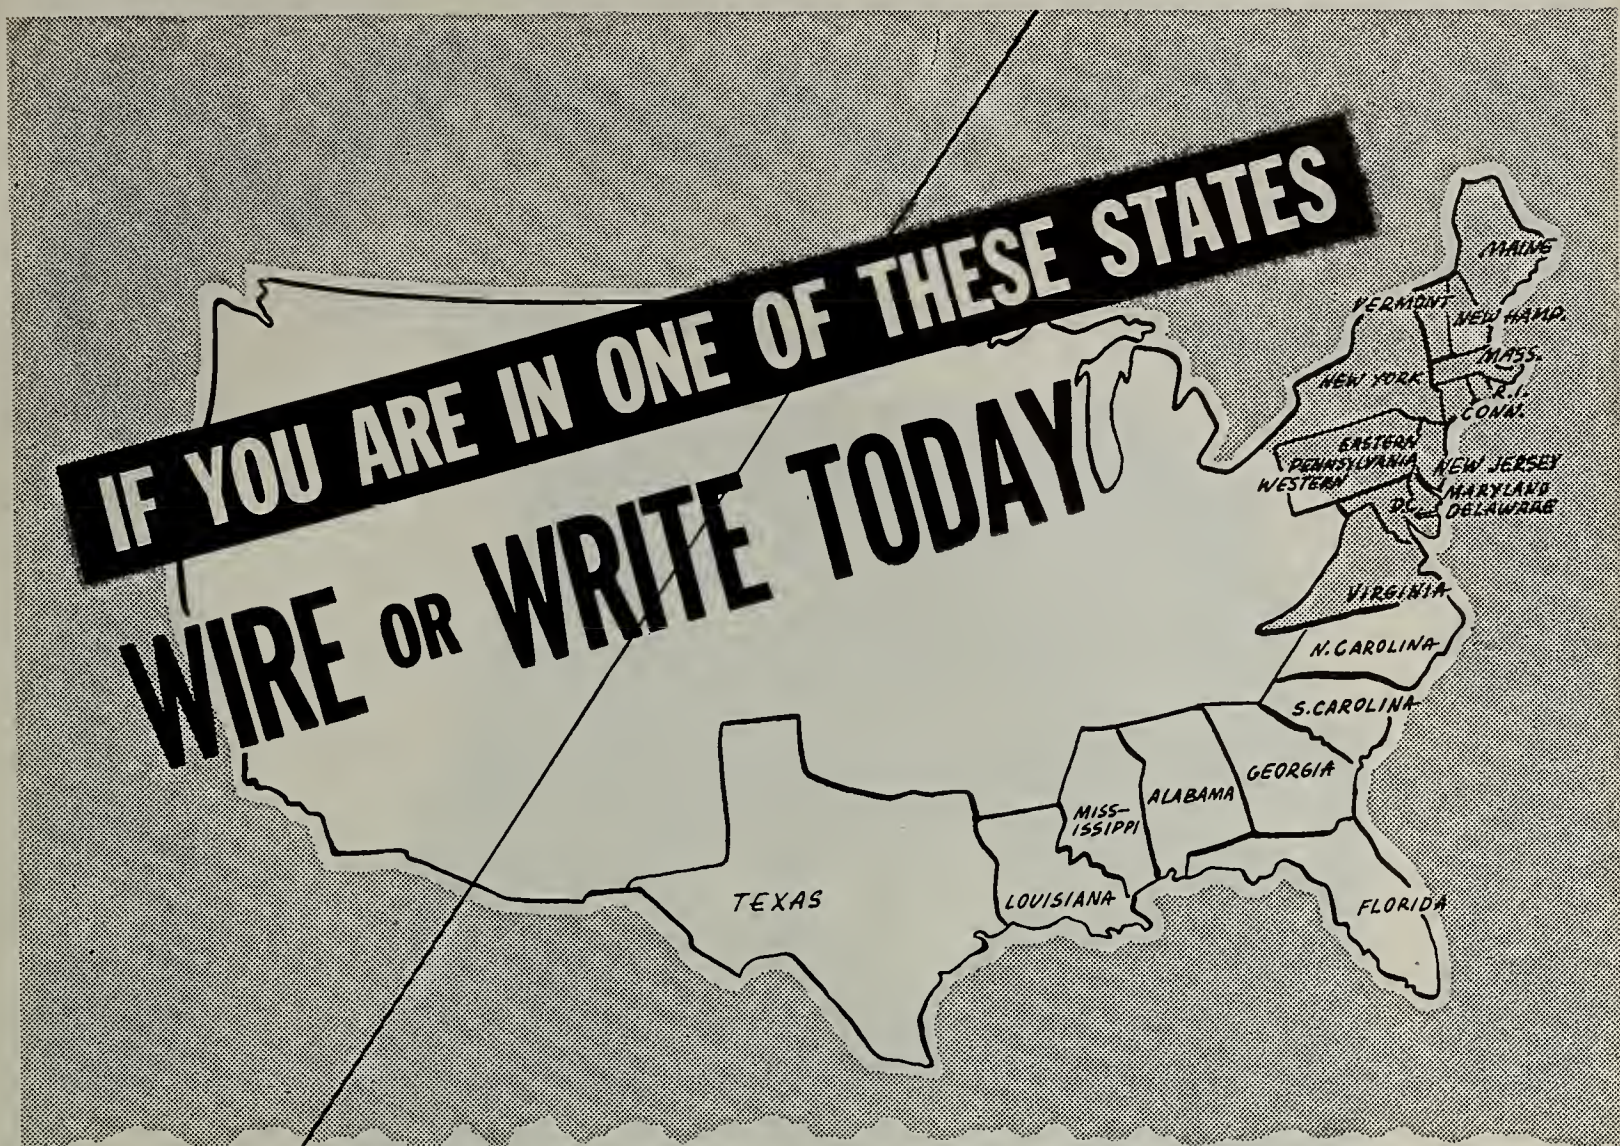 IF YOU ARE IN ONE OF THESE STATES
WIRE OR WRITE TODAY
MAINE
VERMONT
NEW HAMP.
MASS.
NEW YORK
R.I.
CONN.
EASTERN
PENNSYLVANIA
WESTERN
NEW JERSEY
MARYLAND
D.C.
DELAWARE
VIRGINIA
N. CAROLINA
S. CAROLINA
GEORGIA
ALABAMA
MISS-
ISSIPPI
LOUISIANA
TEXAS
FLORIDA